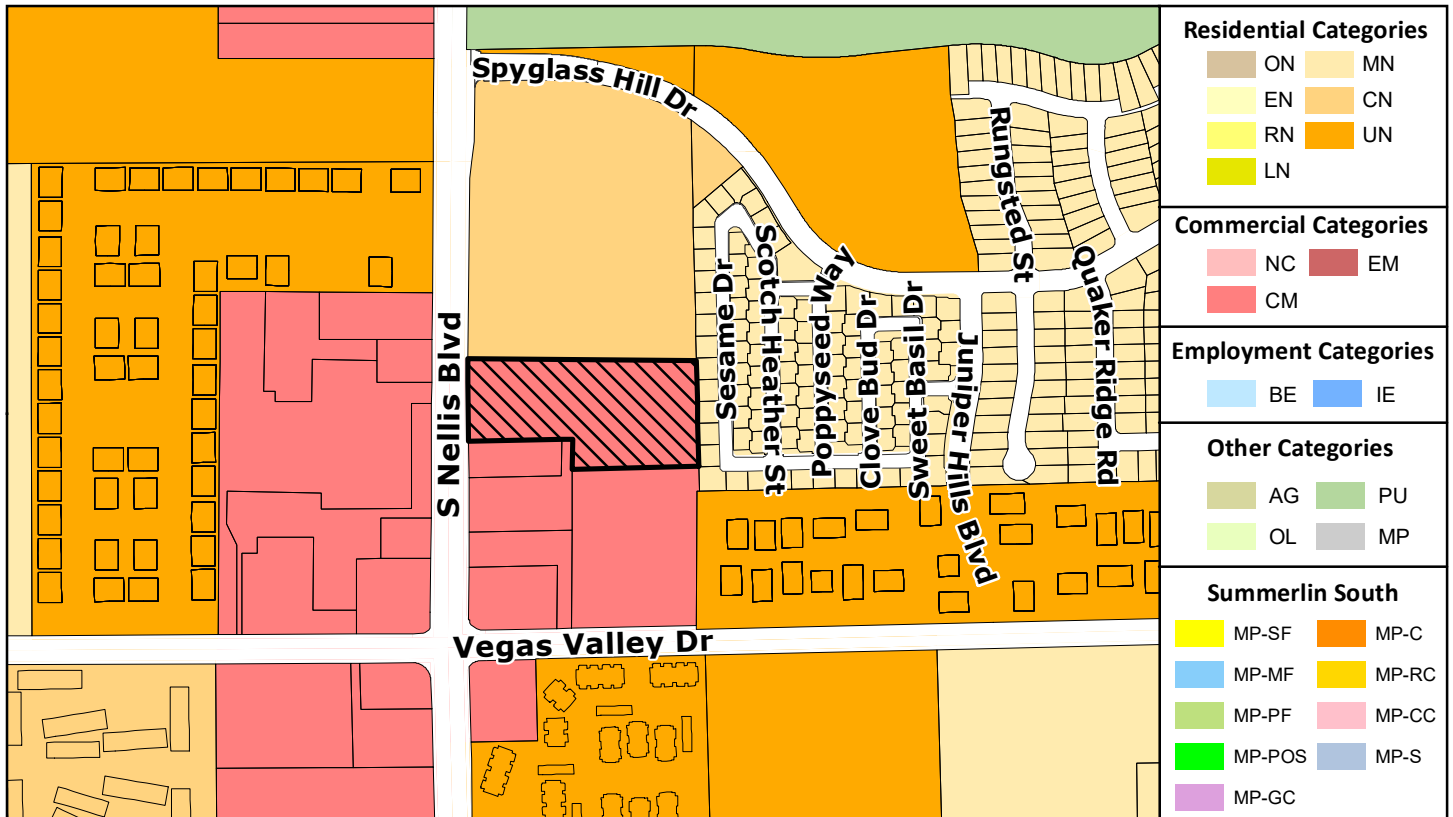 Spyglass Hill Dr
Rungsted St
Quaker Ridge Rd
Sesame Dr
Scotch Heather St
Poppyseed Way
Clove Bud Dr
Sweet Basil Dr
Juniper Hills Blvd
S Nellis Blvd
Vegas Valley Dr
Residential Categories
ON MN
EN CN
RN UN
LN
Commercial Categories
NC EM
CM
Employment Categories
BE IE
Other Categories
AG PU
OL MP
Summerlin South
MP-SF MP-C
MP-MF MP-RC
MP-PF MP-CC
MP-POS MP-S
MP-GC